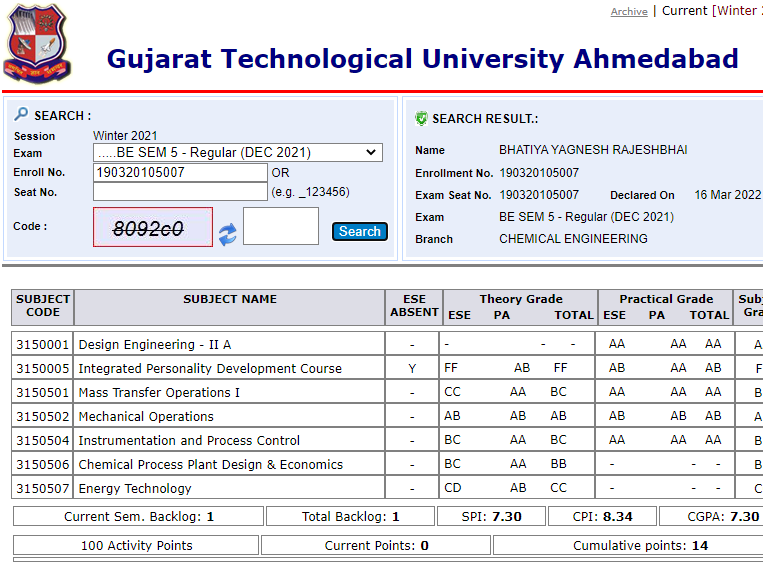 Archive | Current [Winter 2
Gujarat Technological University Ahmedabad
SEARCH :
Session Winter 2021
Exam .....BE SEM 5 - Regular (DEC 2021)
Enroll No. 190320105007 OR
Seat No. (e.g. _123456)
Code : 8092c0 Search
SEARCH RESULT.:
Name BHATIYA YAGNESH RAJESHBHAI
Enrollment No. 190320105007
Exam Seat No. 190320105007 Declared On 16 Mar 2022
Exam BE SEM 5 - Regular (DEC 2021)
Branch CHEMICAL ENGINEERING
SUBJECT CODE SUBJECT NAME ESE ABSENT Theory Grade ESE PA TOTAL Practical Grade ESE PA TOTAL Subj Gra
3150001 Design Engineering - II A - - - - AA AA AA A
3150005 Integrated Personality Development Course Y FF AB FF AB AA AB F
3150501 Mass Transfer Operations I - CC AA BC AA AA AA B
3150502 Mechanical Operations - AB AB AB AB AB AB A
3150504 Instrumentation and Process Control - BC AA BC AA AA AA B
3150506 Chemical Process Plant Design & Economics - BC AA BB - - - B
3150507 Energy Technology - CD AB CC - - - C
Current Sem. Backlog: 1 Total Backlog: 1 SPI: 7.30 CPI: 8.34 CGPA: 7.30
100 Activity Points Current Points: 0 Cumulative points: 14